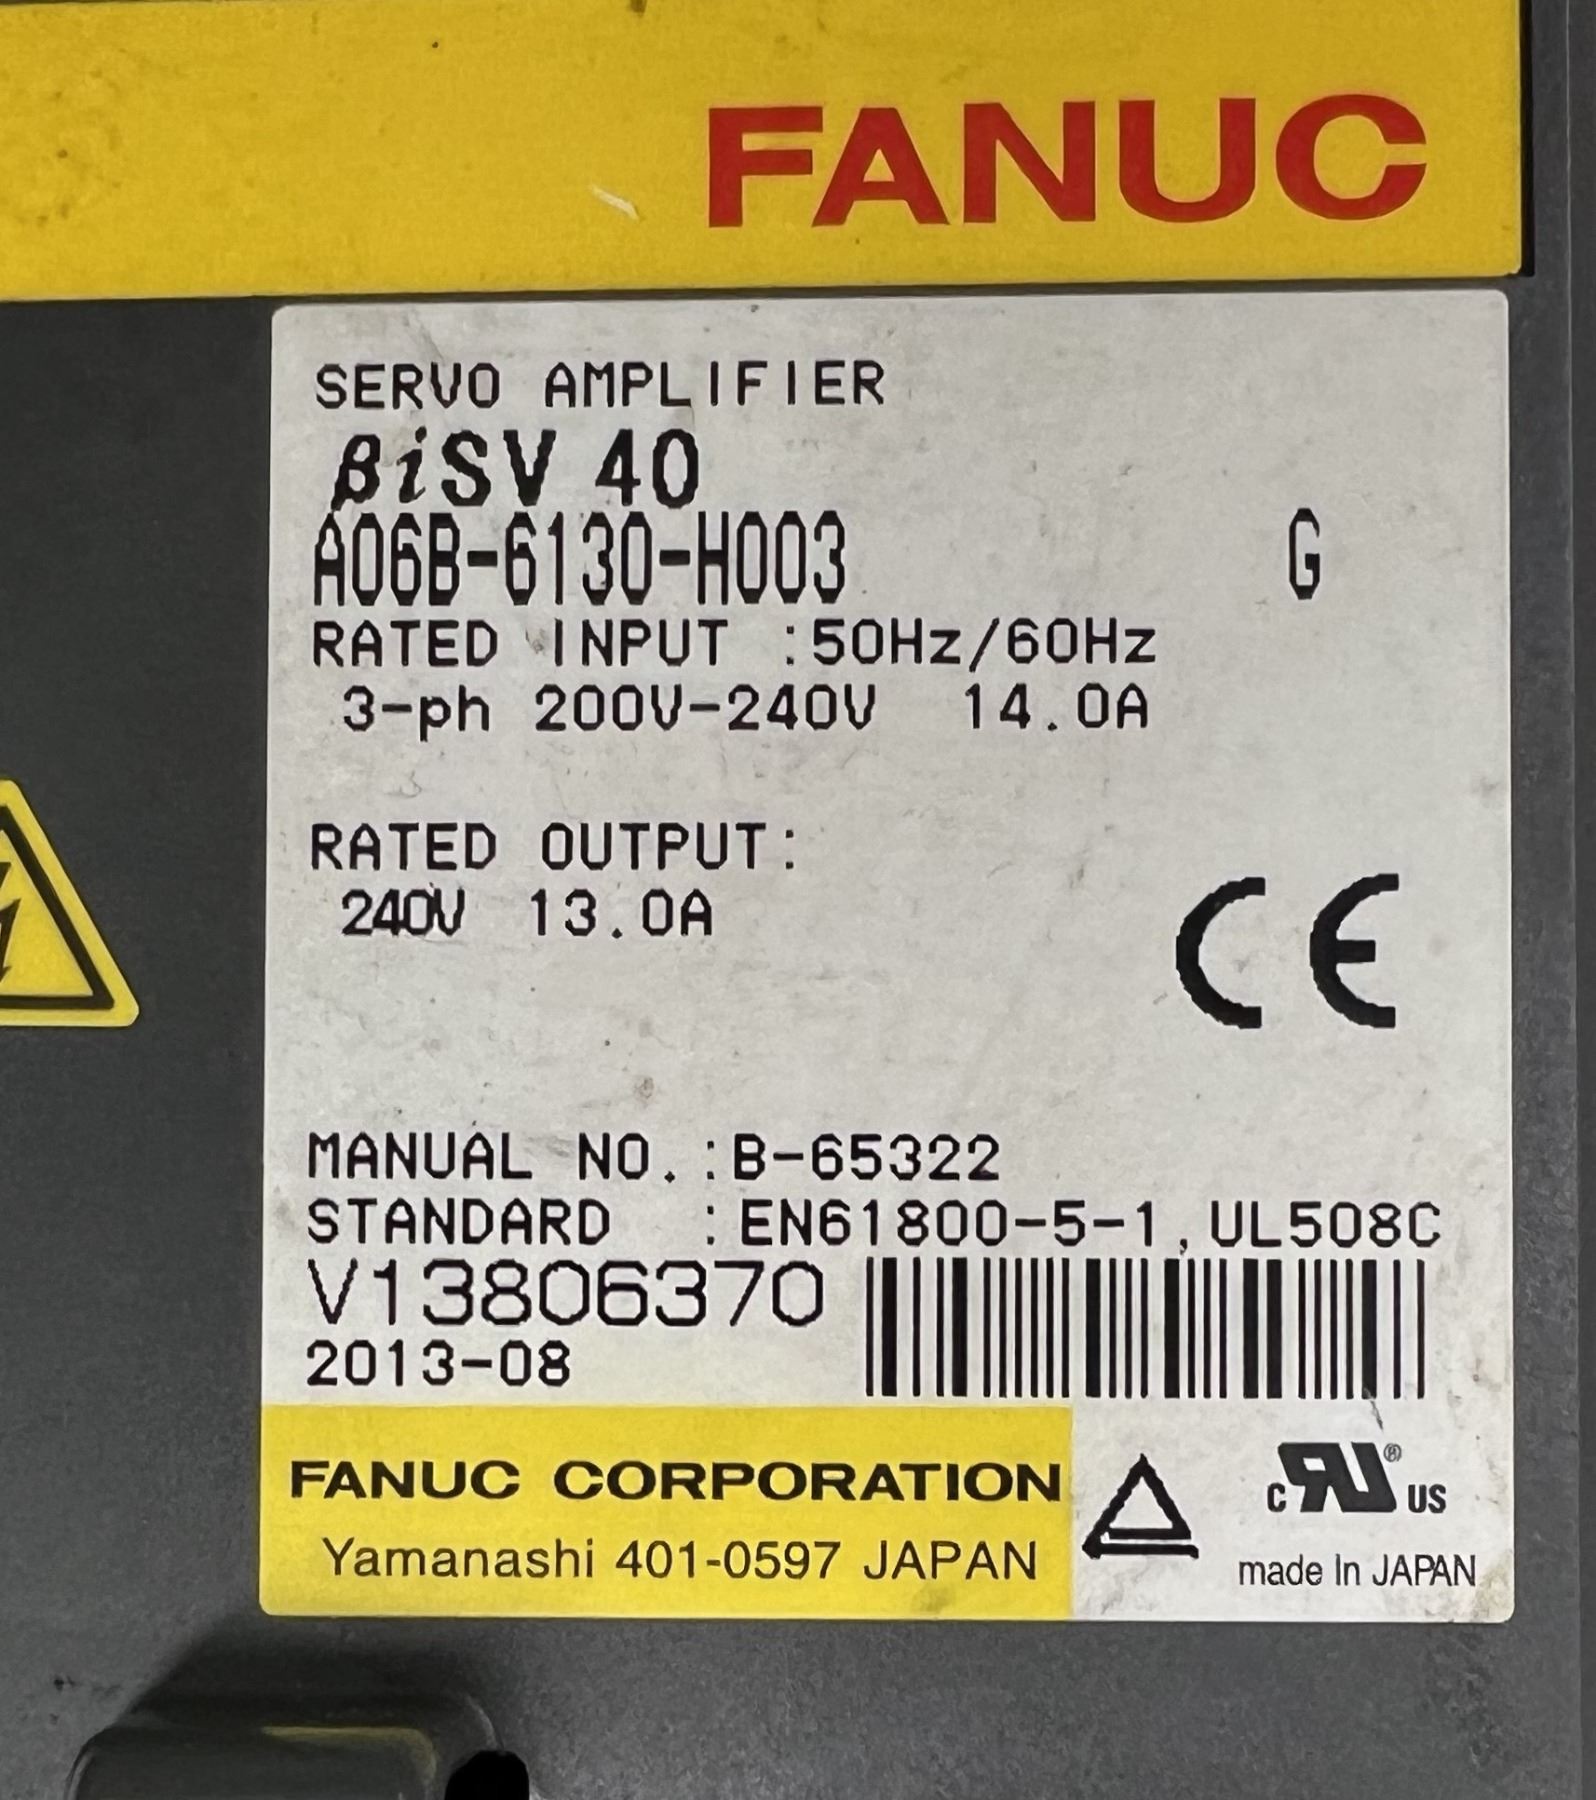 FANUC
SERVO AMPLIFIER
βiSV 40
A06B-6130-H003 G
RATED INPUT :50Hz/60Hz
3-ph 200V-240V 14.0A
RATED OUTPUT:
240V 13.0A
CE
MANUAL NO.:B-65322
STANDARD :EN61800-5-1,UL508C
V13806370
2013-08
FANUC CORPORATION
Yamanashi 401-0597 JAPAN
c RU ® US
made In JAPAN